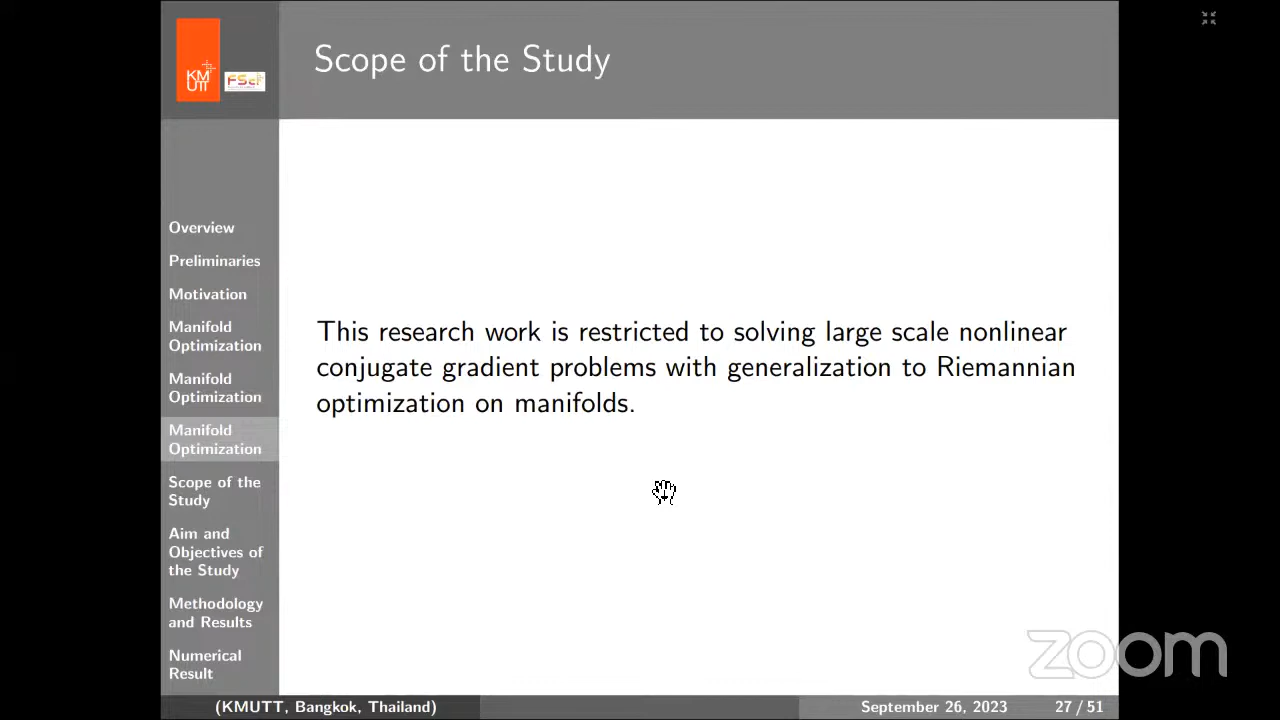 KM
UTT
FSci
Scope of the Study
Overview
Preliminaries
Motivation
Manifold
Optimization
Manifold
Optimization
Manifold
Optimization
Scope of the
Study
Aim and
Objectives of
the Study
Methodology
and Results
Numerical
Result
This research work is restricted to solving large scale nonlinear
conjugate gradient problems with generalization to Riemannian
optimization on manifolds.
zoom
(KMUTT, Bangkok, Thailand)
September 26, 2023
27 / 51